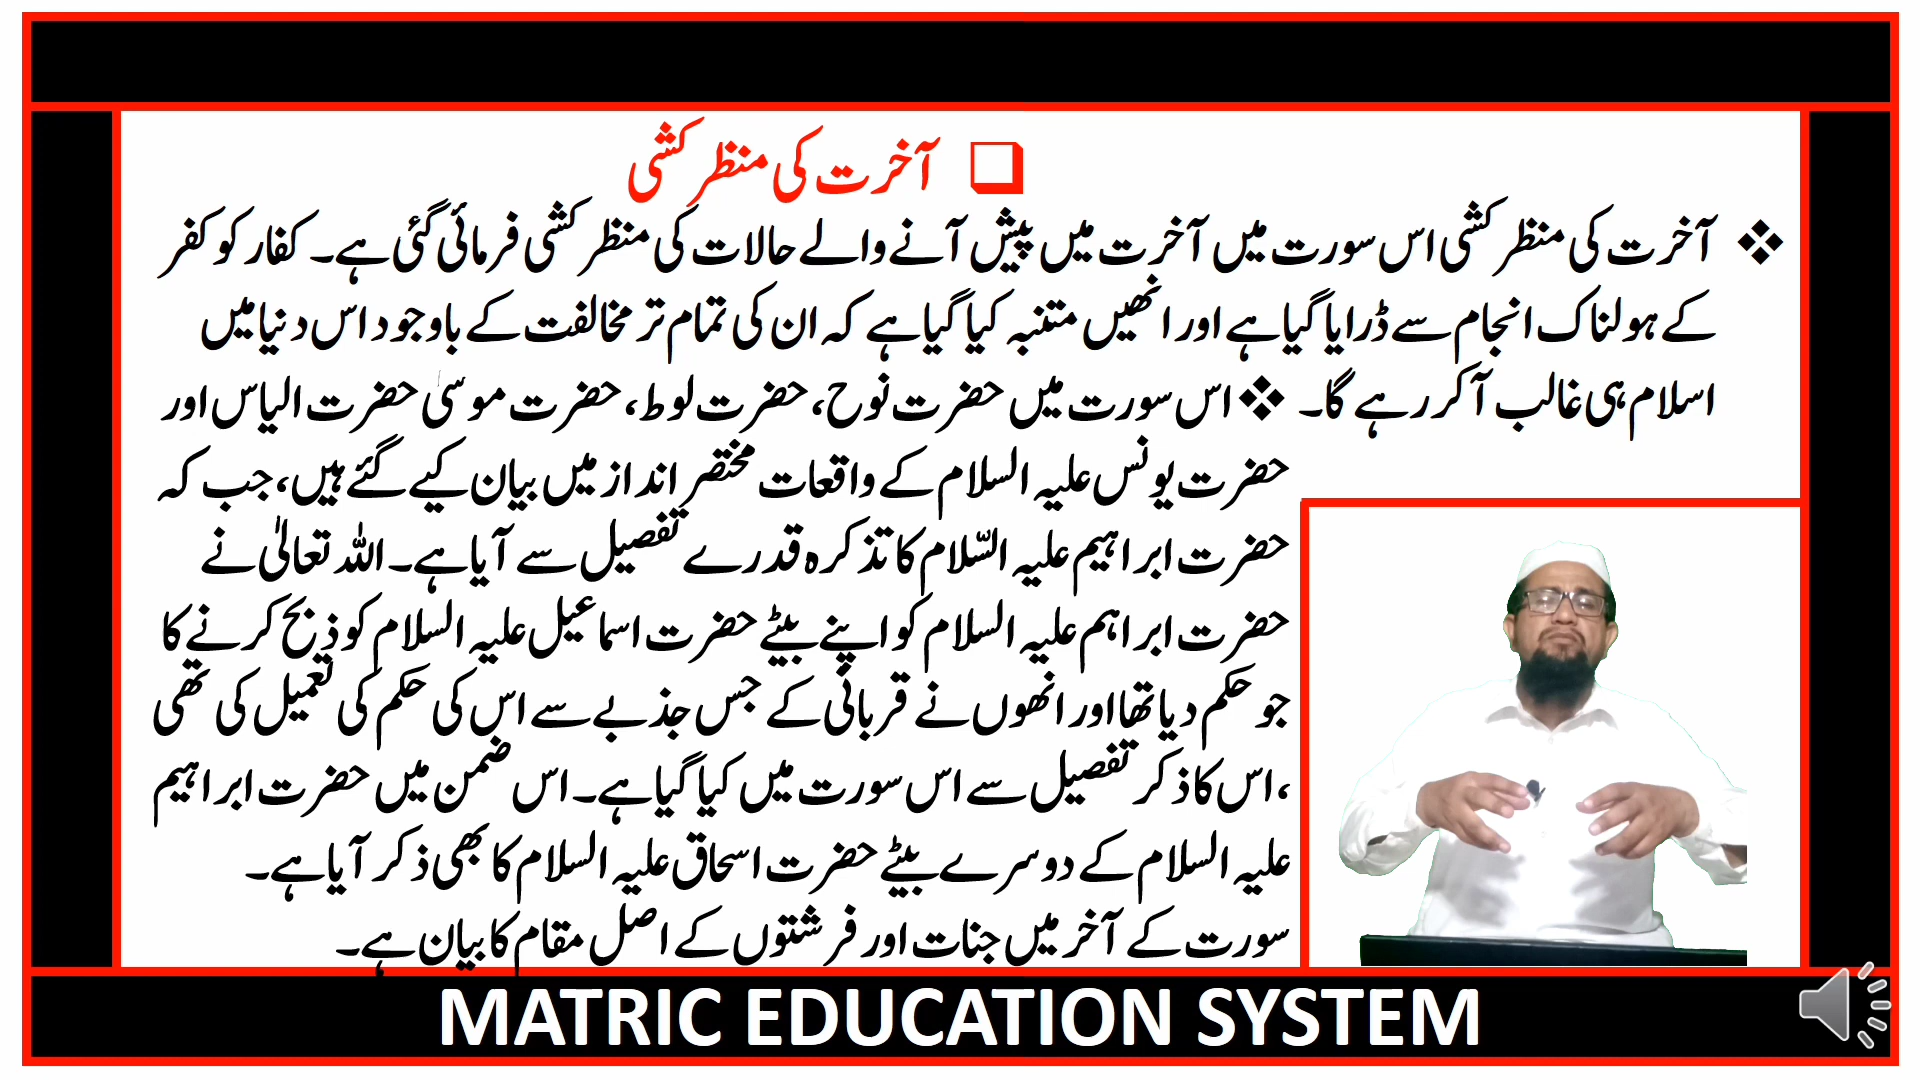 آخرت کی منظر کشی
آخرت کی منظر کشی اس سورت میں آخرت میں پیش آنے والے حالات کی منظر کشی فرمائی گئی ہے۔ کفار کو کفر
کے ہولناک انجام سے ڈرایا گیا ہے اور انھیں متنبہ کیا گیا ہے کہ ان کی تمام تر مخالفت کے باوجود اس دنیا میں
اسلام ہی غالب آکر رہے گا۔ ❖اس سورت میں حضرت نوح، حضرت لوط، حضرت موسیٰ حضرت الیاس اور
حضرت یونس علیہ السلام کے واقعات مختصر انداز میں بیان کیے گئے ہیں، جب کہ
حضرت ابراہیم علیہ السّلام کا تذکرہ قدرے تفصیل سے آیا ہے۔ اللہ تعالیٰ نے
حضرت ابراہم علیہ السلام کو اپنے بیٹے حضرت اسماعیل علیہ السلام کو ذبح کرنے کا
جو حکم دیا تھا اور انھوں نے قربانی کے جس جذبے سے اس کی حکم کی تعمیل کی تھی
،اس کا ذکر تفصیل سے اس سورت میں کیا گیا ہے۔ اس ضمن میں حضرت ابراہیم
علیہ السلام کے دوسرے بیٹے حضرت اسحاق علیہ السلام کا بھی ذکر آیا ہے۔
سورت کے آخر میں جنات اور فرشتوں کے اصل مقام کا بیان ہے۔
MATRIC EDUCATION SYSTEM